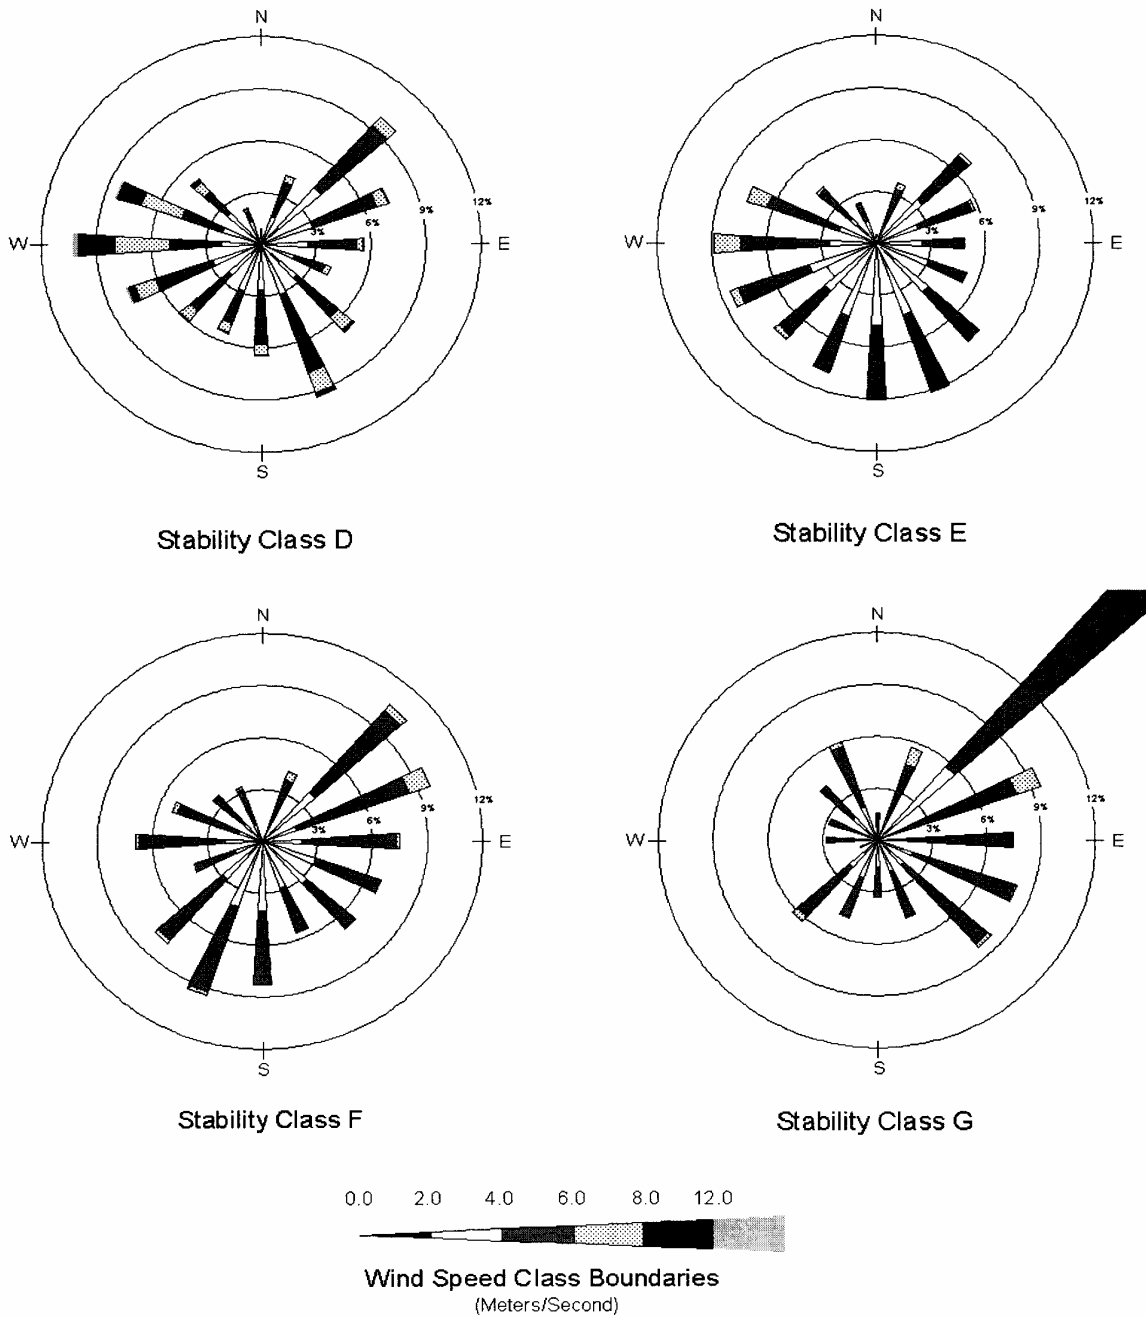 N
N
12%
9%
6%
3%
W
E
12%
9%
6%
3%
W
E
S
S
Stability Class D
Stability Class E
N
N
12%
9%
6%
3%
W
E
12%
9%
6%
3%
W
E
S
S
Stability Class F
Stability Class G
0.0 2.0 4.0 6.0 8.0 12.0
Wind Speed Class Boundaries
(Meters/Second)